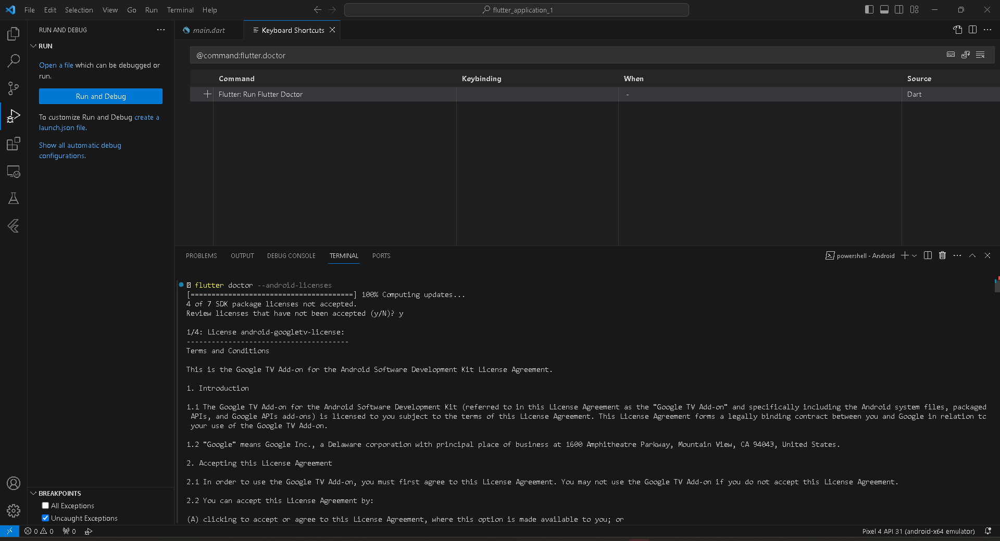 File Edit Selection View Go Run Terminal Help
flutter_application_1
RUN AND DEBUG
RUN
Open a file which can be debugged or
run.
Run and Debug
To customize Run and Debug create a
launch.json file.
Show all automatic debug
configurations.
main.dart
Keyboard Shortcuts
@command:flutter.doctor
Command Keybinding When Source
Flutter: Run Flutter Doctor - Dart
PROBLEMS OUTPUT DEBUG CONSOLE TERMINAL PORTS
powershell - Android
flutter doctor --android-licenses
[=======================================] 100% Computing updates...
4 of 7 SDK package licenses not accepted.
Review licenses that have not been accepted (y/N)? y
1/4: License android-googletv-license:
---------------------------------------
Terms and Conditions
This is the Google TV Add-on for the Android Software Development Kit License Agreement.
1. Introduction
1.1 The Google TV Add-on for the Android Software Development Kit (referred to in this License Agreement as the "Google TV Add-on" and specifically including the Android system files, packaged
APIs, and Google APIs add-ons) is licensed to you subject to the terms of this License Agreement. This License Agreement forms a legally binding contract between you and Google in relation to
your use of the Google TV Add-on.
1.2 "Google" means Google Inc., a Delaware corporation with principal place of business at 1600 Amphitheatre Parkway, Mountain View, CA 94043, United States.
2. Accepting this License Agreement
2.1 In order to use the Google TV Add-on, you must first agree to this License Agreement. You may not use the Google TV Add-on if you do not accept this License Agreement.
2.2 You can accept this License Agreement by:
(A) clicking to accept or agree to this License Agreement, where this option is made available to you; or
BREAKPOINTS
All Exceptions
Uncaught Exceptions
0 0 0
Pixel 4 API 31 (android-x64 emulator)